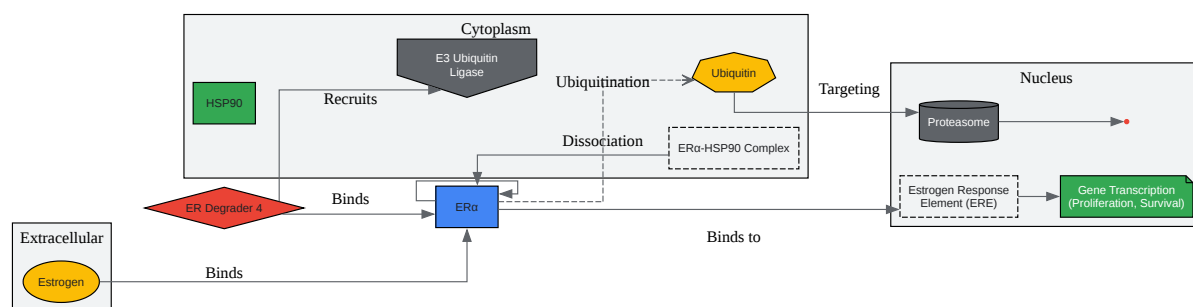 Cytoplasm
E3 Ubiquitin
Ligase
HSP90
Recruits
Ubiquitination
Ubiquitin
Targeting
Nucleus
Proteasome
Dissociation
ERα-HSP90 Complex
ER Degrader 4
Binds
ERα
Estrogen Response
Element (ERE)
Gene Transcription
(Proliferation, Survival)
Binds to
Extracellular
Estrogen
Binds